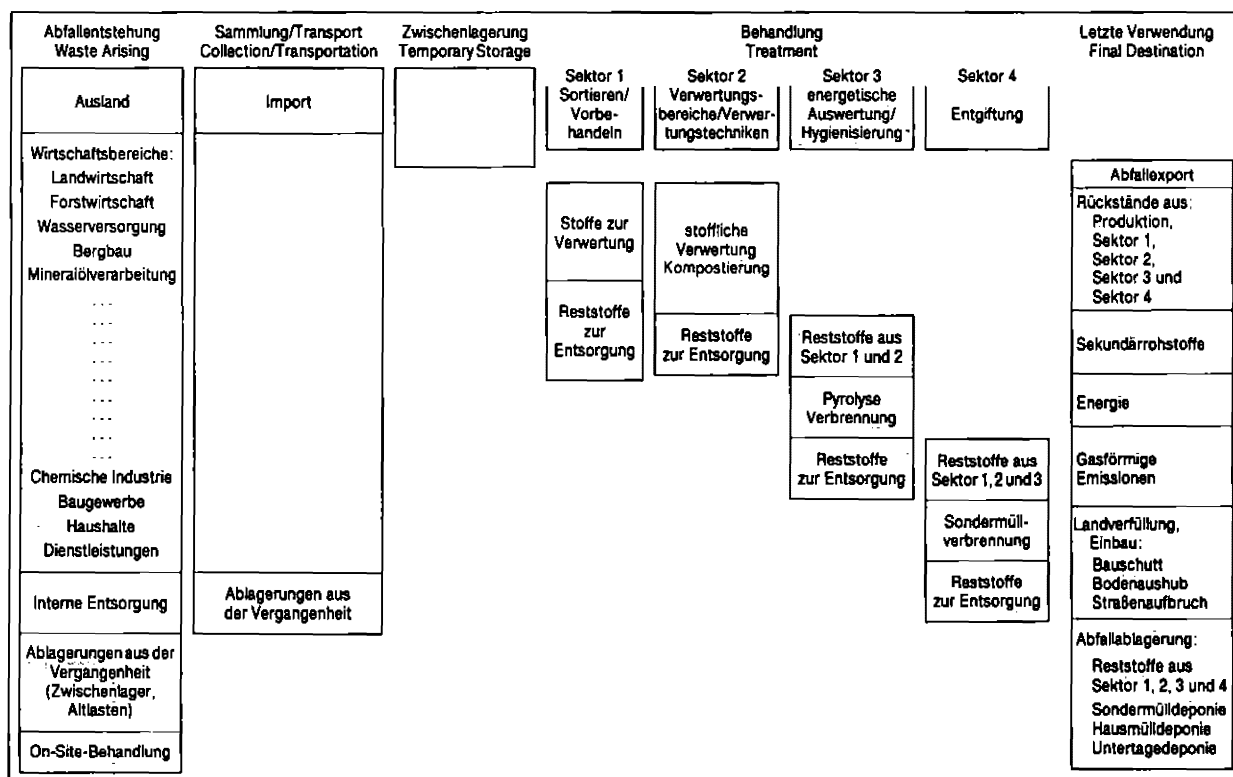 Abfallentstehung
Waste Arising
Ausland
Wirtschaftsbereiche:
Landwirtschaft
Forstwirtschaft
Wasserversorgung
Bergbau
Mineralölverarbeitung
...
...
...
...
...
...
...
...
...
Chemische Industrie
Baugewerbe
Haushalte
Dienstleistungen
Interne Entsorgung
Ablagerungen aus der
Vergangenheit
(Zwischenlager,
Altlasten)
On-Site-Behandlung
Sammlung/Transport
Collection/Transportation
Import
Ablagerungen aus
der Vergangenheit
Zwischenlagerung
Temporary Storage
Behandlung
Treatment
Sektor 1
Sortieren/
Vorbe-
handeln
Stoffe zur
Verwertung
Reststoffe
zur
Entsorgung
Sektor 2
Verwertungs-
bereiche/Verwer-
tungstechniken
stoffliche
Verwertung
Kompostierung
Reststoffe
zur Entsorgung
Sektor 3
energetische
Auswertung/
Hygienisierung
Reststoffe aus
Sektor 1 und 2
Pyrolyse
Verbrennung
Reststoffe
zur Entsorgung
Sektor 4
Entgiftung
Reststoffe aus
Sektor 1, 2 und 3
Sondermüll-
verbrennung
Reststoffe
zur Entsorgung
Letzte Verwendung
Final Destination
Abfallexport
Rückstände aus:
Produktion,
Sektor 1,
Sektor 2,
Sektor 3 und
Sektor 4
Sekundärrohstoffe
Energie
Gasförmige
Emissionen
Landverfüllung,
Einbau:
Bauschutt
Bodenaushub
Straßenaufbruch
Abfallablagerung:
Reststoffe aus
Sektor 1, 2, 3 und 4
Sondermülldeponie
Hausmülldeponie
Untertagedeponie